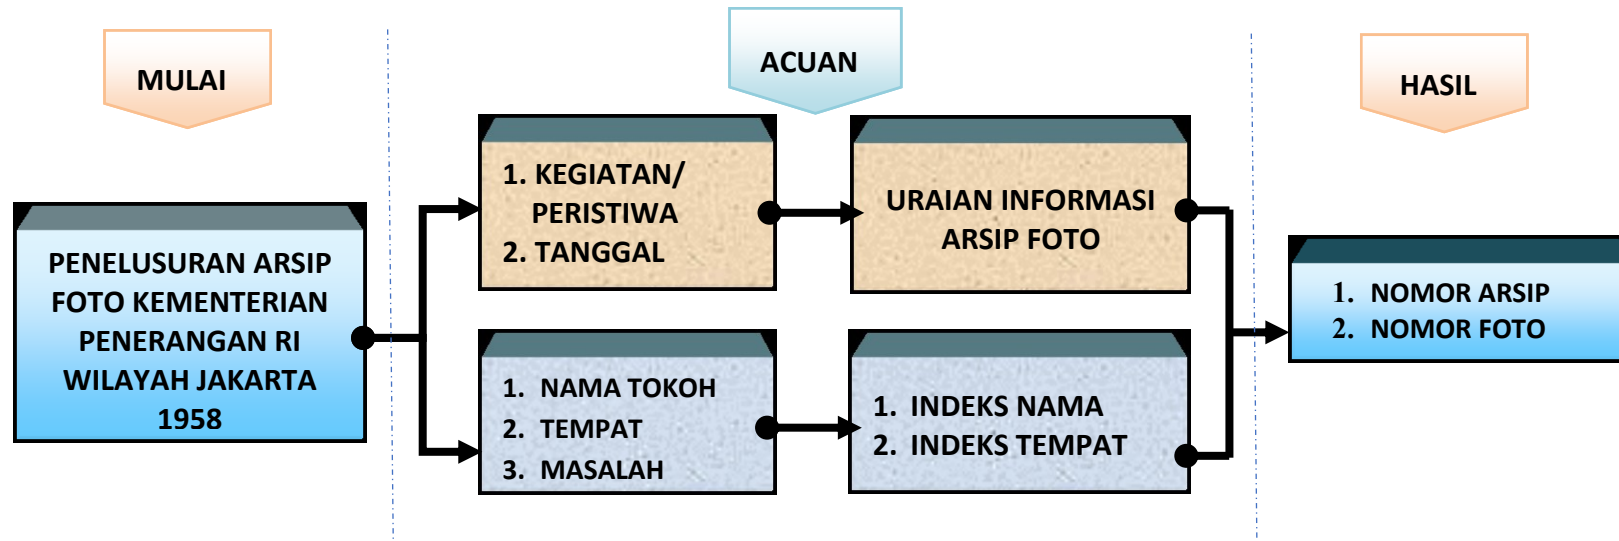 MULAI
ACUAN
HASIL
PENELUSURAN ARSIP
FOTO KEMENTERIAN
PENERANGAN RI
WILAYAH JAKARTA
1958
1. KEGIATAN/
PERISTIWA
2. TANGGAL
URAIAN INFORMASI
ARSIP FOTO
1. NAMA TOKOH
2. TEMPAT
3. MASALAH
1. INDEKS NAMA
2. INDEKS TEMPAT
1. NOMOR ARSIP
2. NOMOR FOTO